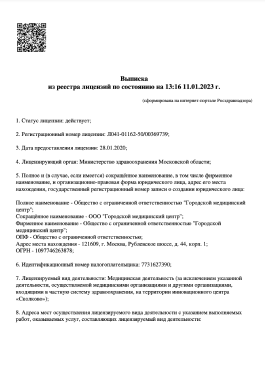 Выписка
из реестра лицензий по состоянию на 13:16 11.01.2023 г.
(сформирована на интернет-портале Росздравнадзора)
1. Статус лицензии: действует;
2. Регистрационный номер лицензии: Л041-01162-50/00369739;
3. Дата предоставления лицензии: 28.01.2020;
4. Лицензирующий орган: Министерство здравоохранения Московской области;
5. Полное и (в случае, если имеется) сокращённое наименование, в том числе фирменное
наименование, и организационно-правовая форма юридического лица, адрес его места
нахождения, государственный регистрационный номер записи о создании юридического лица:
Полное наименование - Общество с ограниченной ответственностью "Городской медицинский
центр";
Сокращённое наименование - ООО "Городской медицинский центр";
Фирменное наименование - Общество с ограниченной ответственностью "Городской
медицинский центр";
ОПФ - Общество с ограниченной ответственностью;
Адрес места нахождения - 121609, г. Москва, Рублевское шоссе, д. 44, корп. 1;
ОГРН - 1097746263878;
6. Идентификационный номер налогоплательщика: 7731627390;
7. Лицензируемый вид деятельности: Медицинская деятельность (за исключением указанной
деятельности, осуществляемой медицинскими организациями и другими организациями,
входящими в частную систему здравоохранения, на территории инновационного центра
«Сколково»);
8. Адреса мест осуществления лицензируемого вида деятельности с указанием выполняемых
работ, оказываемых услуг, составляющих лицензируемый вид деятельности: